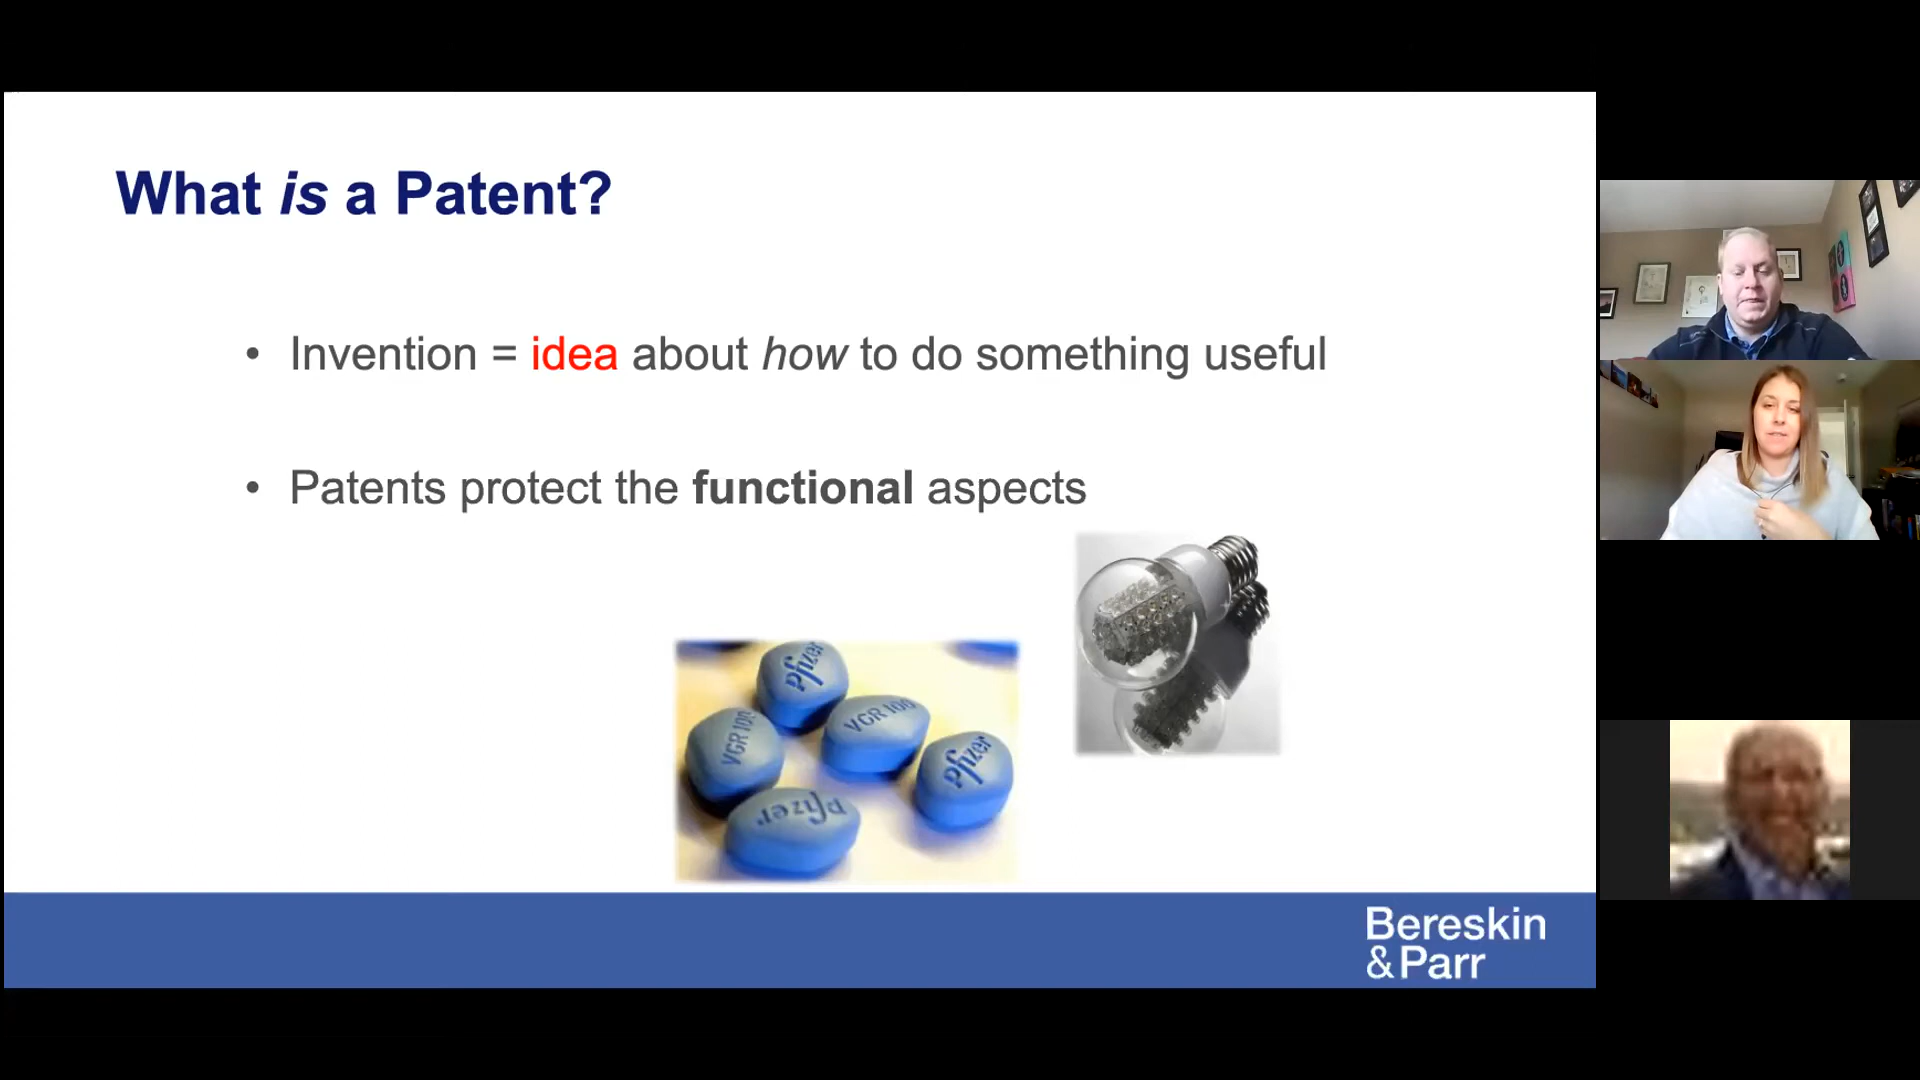 What is a Patent?
• Invention = idea about how to do something useful
• Patents protect the functional aspects
Pfizer
VGR 100
VGR 100
Pfizer
Pfizer
Bereskin
& Parr